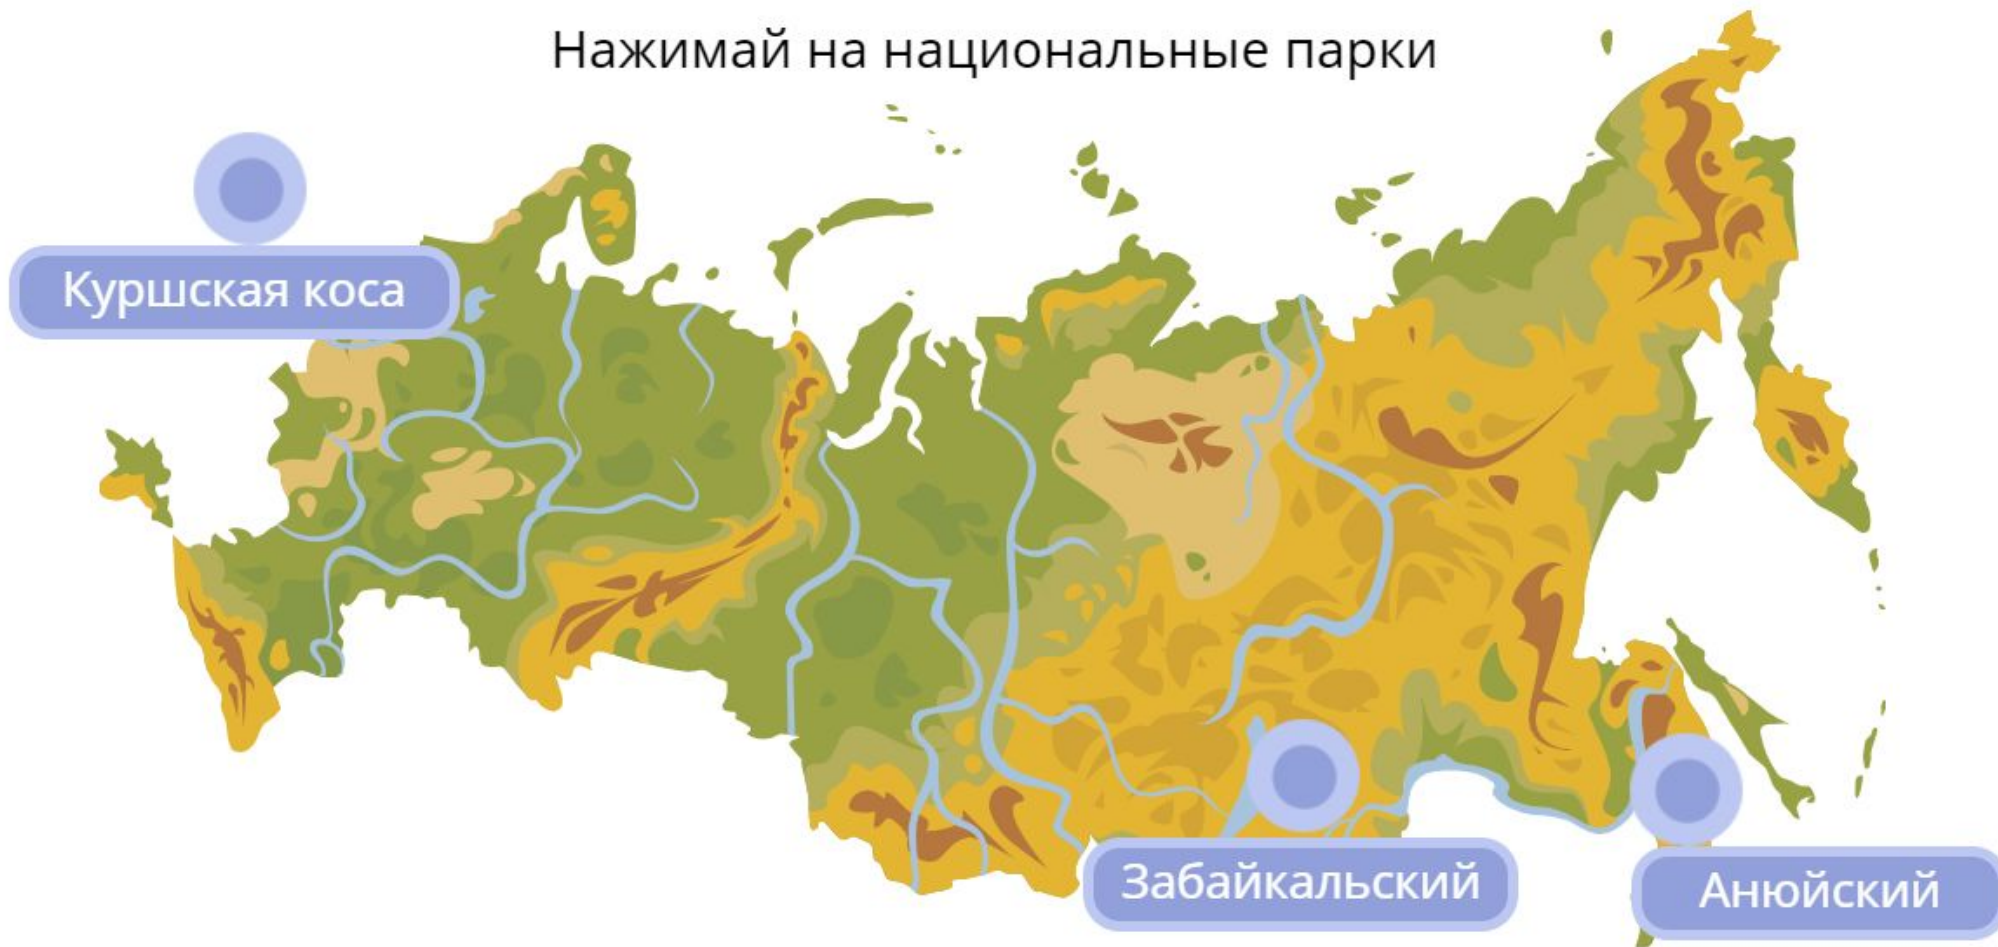 Нажимай на национальные парки
Куршская коса
Забайкальский
Анюйский